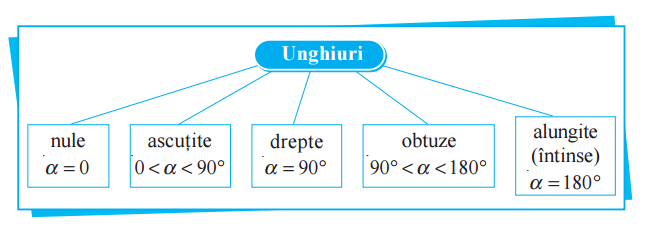 Unghiuri
nule
α = 0
ascuțite
0 < α < 90°
drepte
α = 90°
obtuze
90° < α < 180°
alungite
(întinse)
α = 180°